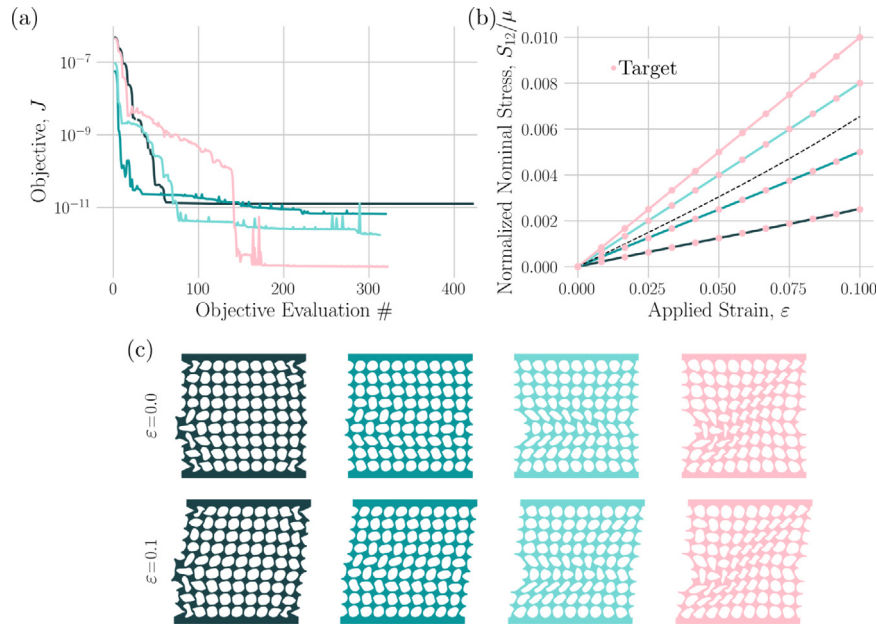 (a)
Objective, J
10⁻⁷
10⁻⁹
10⁻¹¹
0
100
200
300
400
Objective Evaluation #
(b)
Normalized Nominal Stress, S₁₂/μ
0.010
0.008
0.006
0.004
0.002
0.000
Target
0.000
0.025
0.050
0.075
0.100
Applied Strain, ε
(c)
ε=0.0
ε=0.1